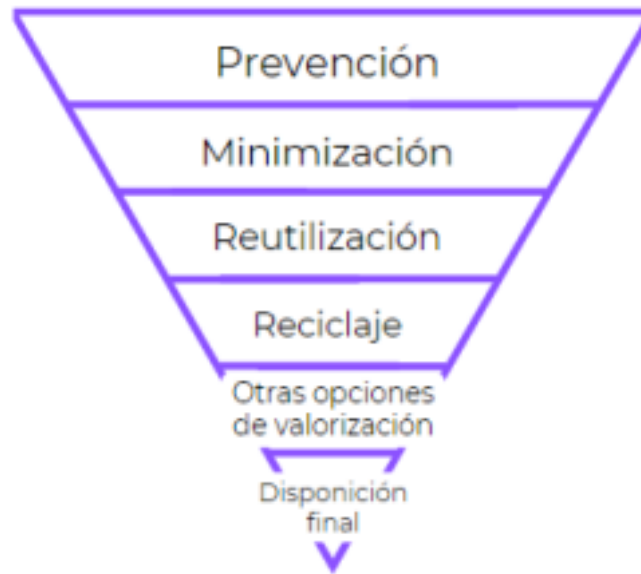 Prevención
Minimización
Reutilización
Reciclaje
Otras opciones
de valorización
Disponición
final